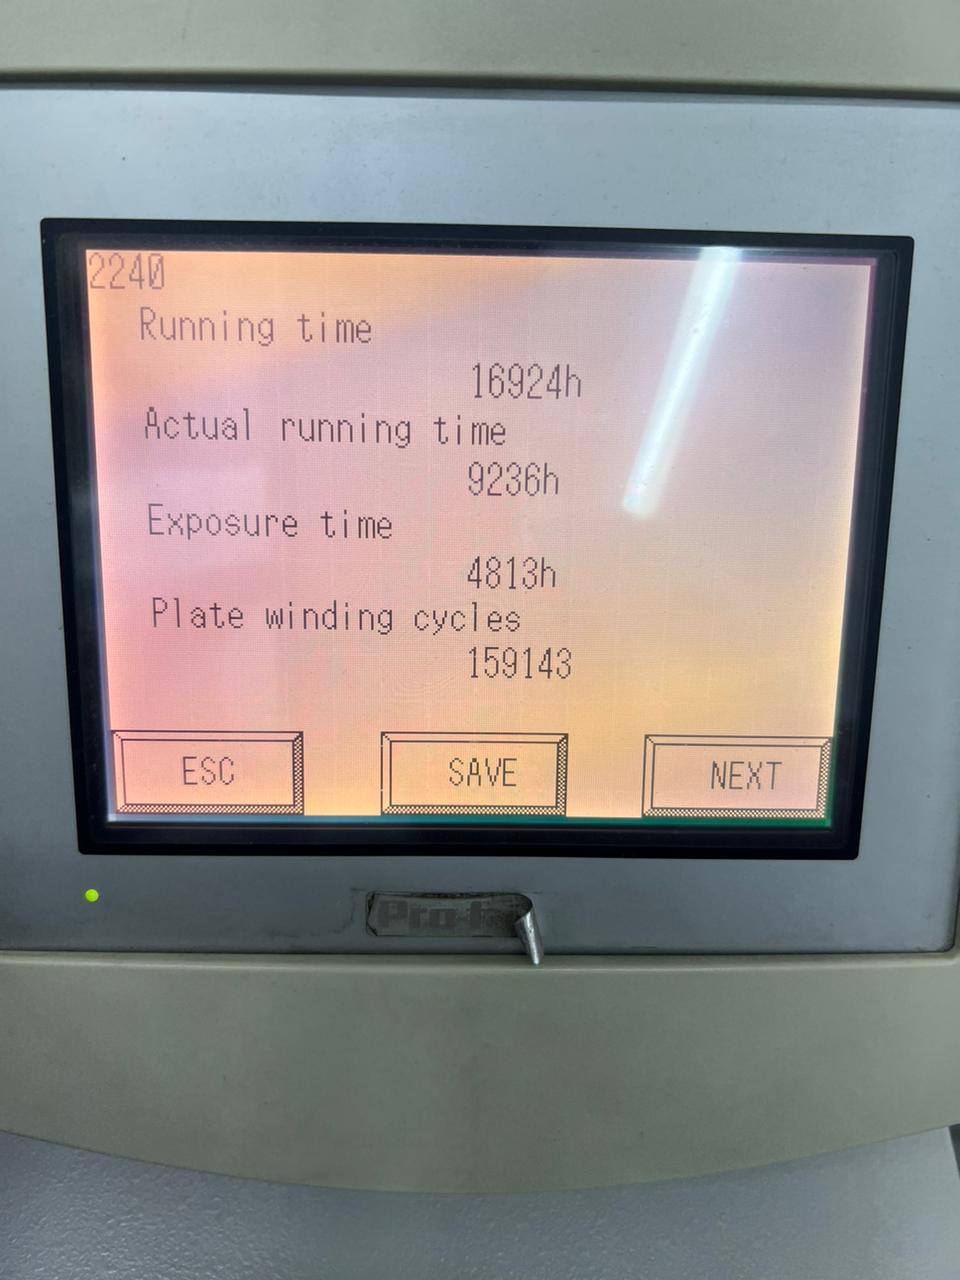 2240
Running time
16924h
Actual running time
9236h
Exposure time
4813h
Plate winding cycles
159143
ESC
SAVE
NEXT